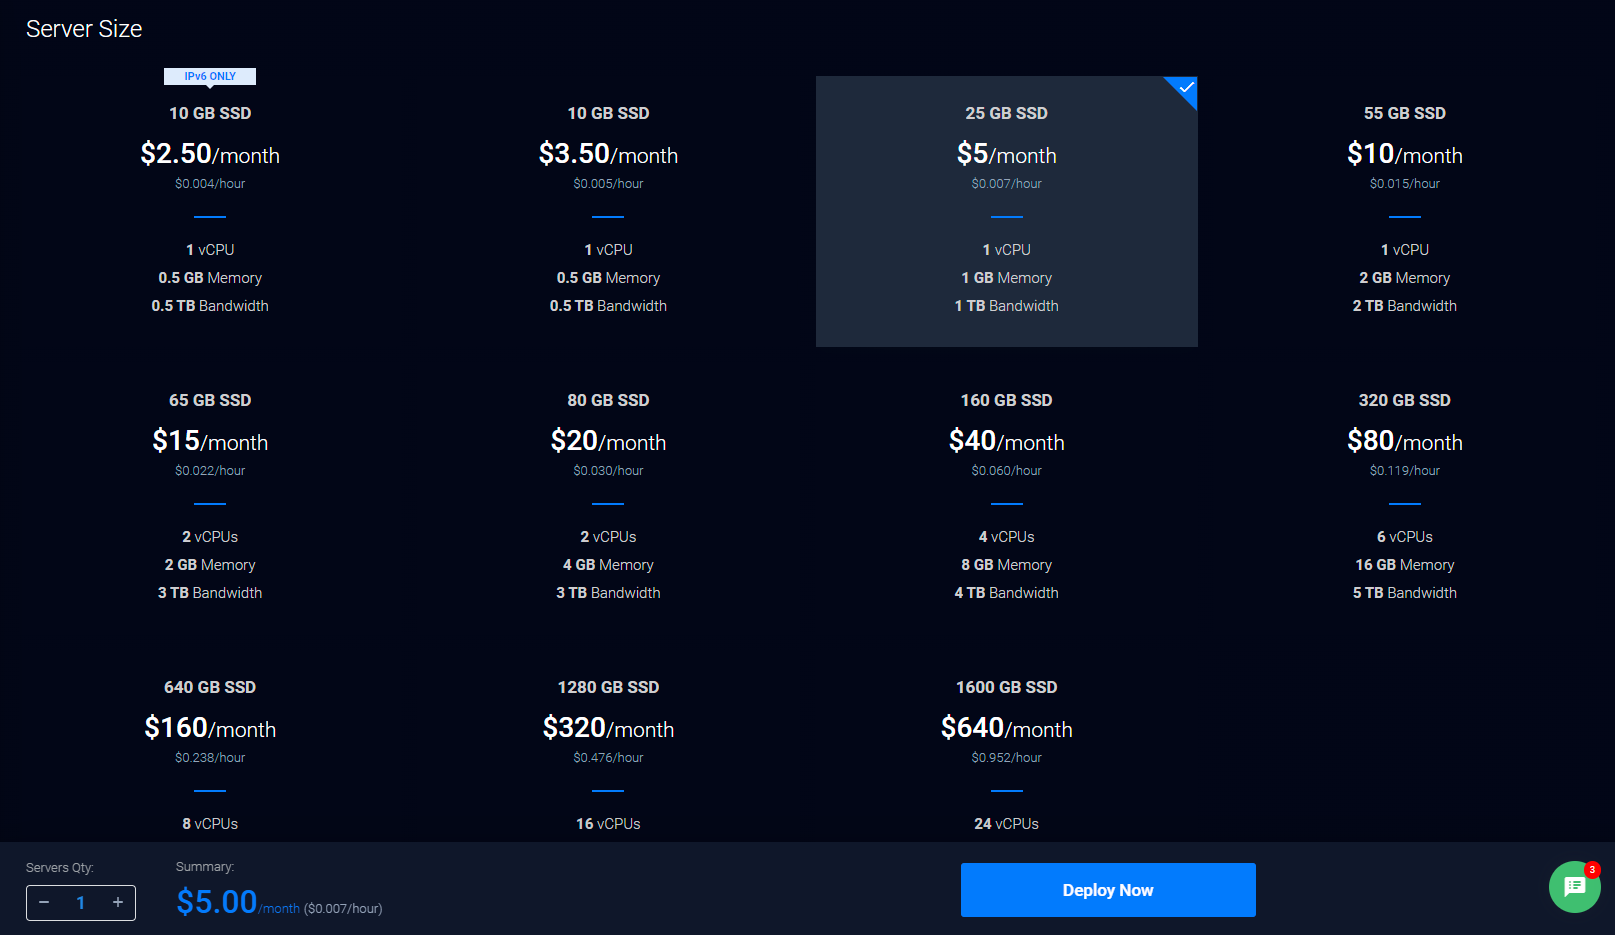 Server Size
IPv6 ONLY
10 GB SSD
$2.50/month
$0.004/hour
1 vCPU
0.5 GB Memory
0.5 TB Bandwidth
10 GB SSD
$3.50/month
$0.005/hour
1 vCPU
0.5 GB Memory
0.5 TB Bandwidth
25 GB SSD
$5/month
$0.007/hour
1 vCPU
1 GB Memory
1 TB Bandwidth
55 GB SSD
$10/month
$0.015/hour
1 vCPU
2 GB Memory
2 TB Bandwidth
65 GB SSD
$15/month
$0.022/hour
2 vCPUs
2 GB Memory
3 TB Bandwidth
80 GB SSD
$20/month
$0.030/hour
2 vCPUs
4 GB Memory
3 TB Bandwidth
160 GB SSD
$40/month
$0.060/hour
4 vCPUs
8 GB Memory
4 TB Bandwidth
320 GB SSD
$80/month
$0.119/hour
6 vCPUs
16 GB Memory
5 TB Bandwidth
640 GB SSD
$160/month
$0.238/hour
8 vCPUs
1280 GB SSD
$320/month
$0.476/hour
16 vCPUs
1600 GB SSD
$640/month
$0.952/hour
24 vCPUs
Servers Qty:
− 1 +
Summary:
$5.00/month ($0.007/hour)
Deploy Now
3